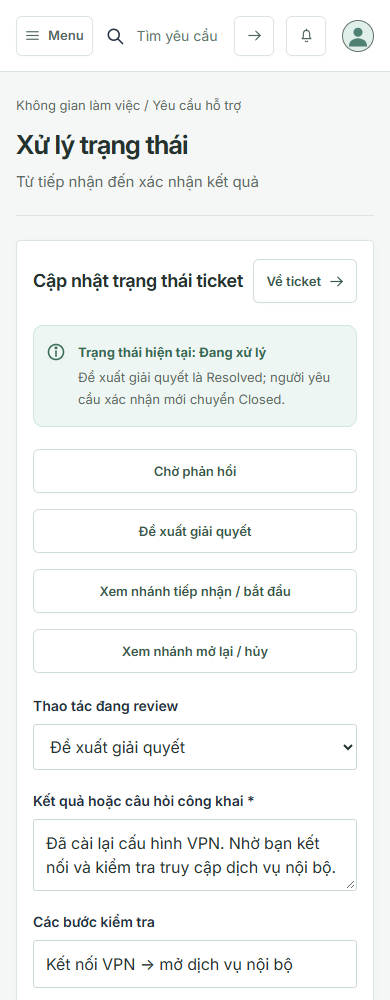 Menu
Tìm yêu cầu
Không gian làm việc / Yêu cầu hỗ trợ
Xử lý trạng thái
Từ tiếp nhận đến xác nhận kết quả
Cập nhật trạng thái ticket
Về ticket →
Trạng thái hiện tại: Đang xử lý
Đề xuất giải quyết là Resolved; người yêu
cầu xác nhận mới chuyển Closed.
Chờ phản hồi
Đề xuất giải quyết
Xem nhánh tiếp nhận / bắt đầu
Xem nhánh mở lại / hủy
Thao tác đang review
Đề xuất giải quyết
Kết quả hoặc câu hỏi công khai *
Đã cài lại cấu hình VPN. Nhờ bạn kết
nối và kiểm tra truy cập dịch vụ nội bộ.
Các bước kiểm tra
Kết nối VPN → mở dịch vụ nội bộ